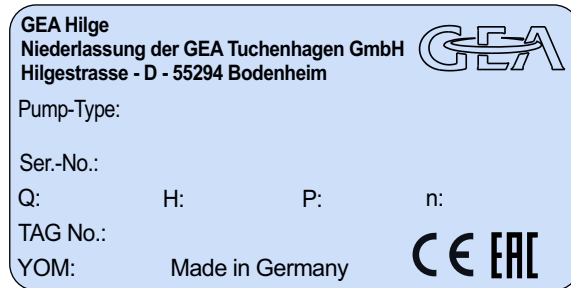 GEA Hilge
Niederlassung der GEA Tuchenhagen GmbH
Hilgestrasse - D - 55294 Bodenheim
GEA
Pump-Type:
Ser.-No.:
Q: H: P: n:
TAG No.:
YOM: Made in Germany
CE EAC